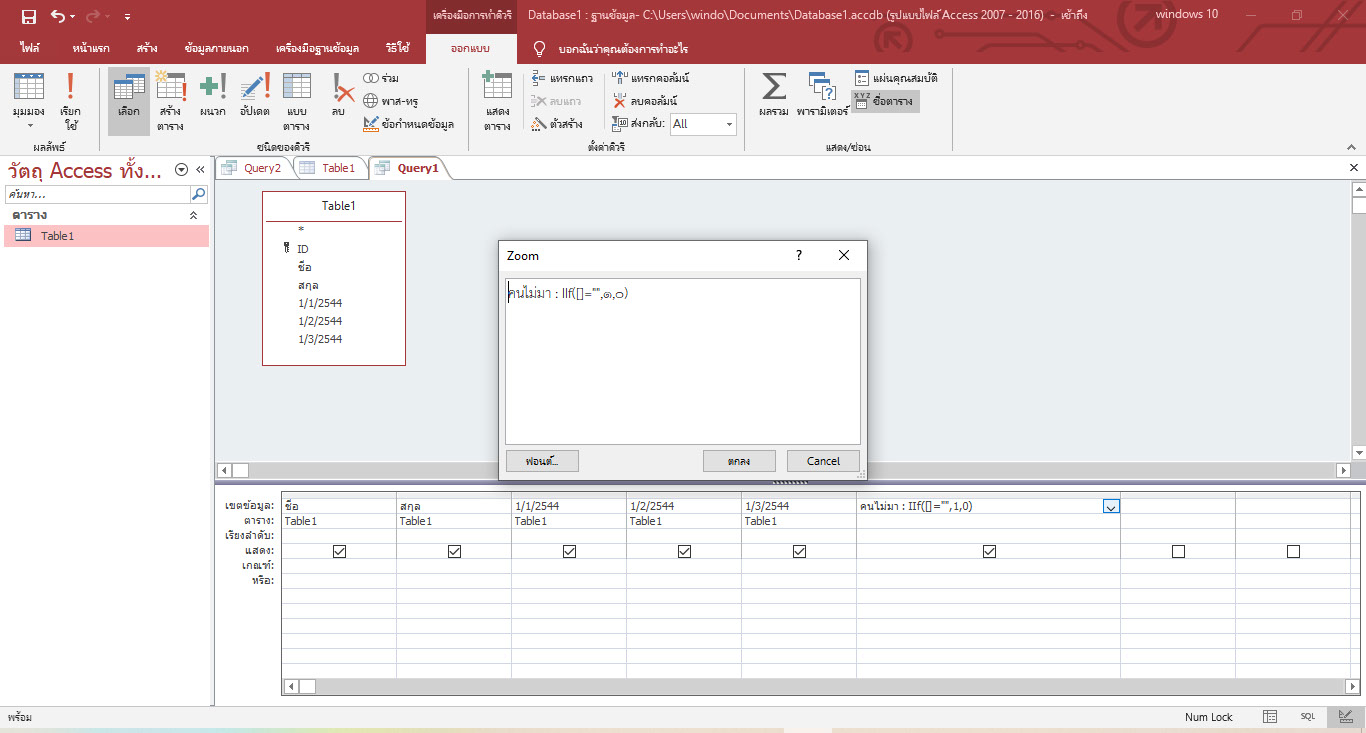 เครื่องมือการทำคิวรี Database1 : ฐานข้อมูล- C:\Users\windo\Documents\Database1.accdb (รูปแบบไฟล์ Access 2007 - 2016) - เข้าถึง windows 10
ไฟล์ หน้าแรก สร้าง ข้อมูลภายนอก เครื่องมือฐานข้อมูล วิธีใช้ ออกแบบ บอกฉันว่าคุณต้องการทำอะไร
มุมมอง
เรียก
ใช้
ผลลัพธ์
เลือก
สร้าง
ตาราง
ผนวก
อัปเดต
แบบ
ตาราง
ลบ
ร่วม
พาส-ทรู
ข้อกำหนดข้อมูล
ชนิดของคิวรี
แสดง
ตาราง
แทรกแถว
ลบแถว
ตัวสร้าง
แทรกคอลัมน์
ลบคอลัมน์
ส่งกลับ: All
ตั้งค่าคิวรี
ผลรวม
พารามิเตอร์
แผ่นคุณสมบัติ
XYZ ชื่อตาราง
แสดง/ซ่อน
วัตถุ Access ทั้ง...
ค้นหา...
ตาราง
Table1
Query2 Table1 Query1
Table1
*
ID
ชื่อ
สกุล
1/1/2544
1/2/2544
1/3/2544
Zoom ?
คนไม่มา : IIf([]="",๑,๐)
ฟอนต์... ตกลง Cancel
เขตข้อมูล: ชื่อ สกุล 1/1/2544 1/2/2544 1/3/2544 คนไม่มา : IIf([]="",1,0)
ตาราง: Table1 Table1 Table1 Table1 Table1
เรียงลำดับ:
แสดง:
เกณฑ์:
หรือ:
พร้อม Num Lock SQL